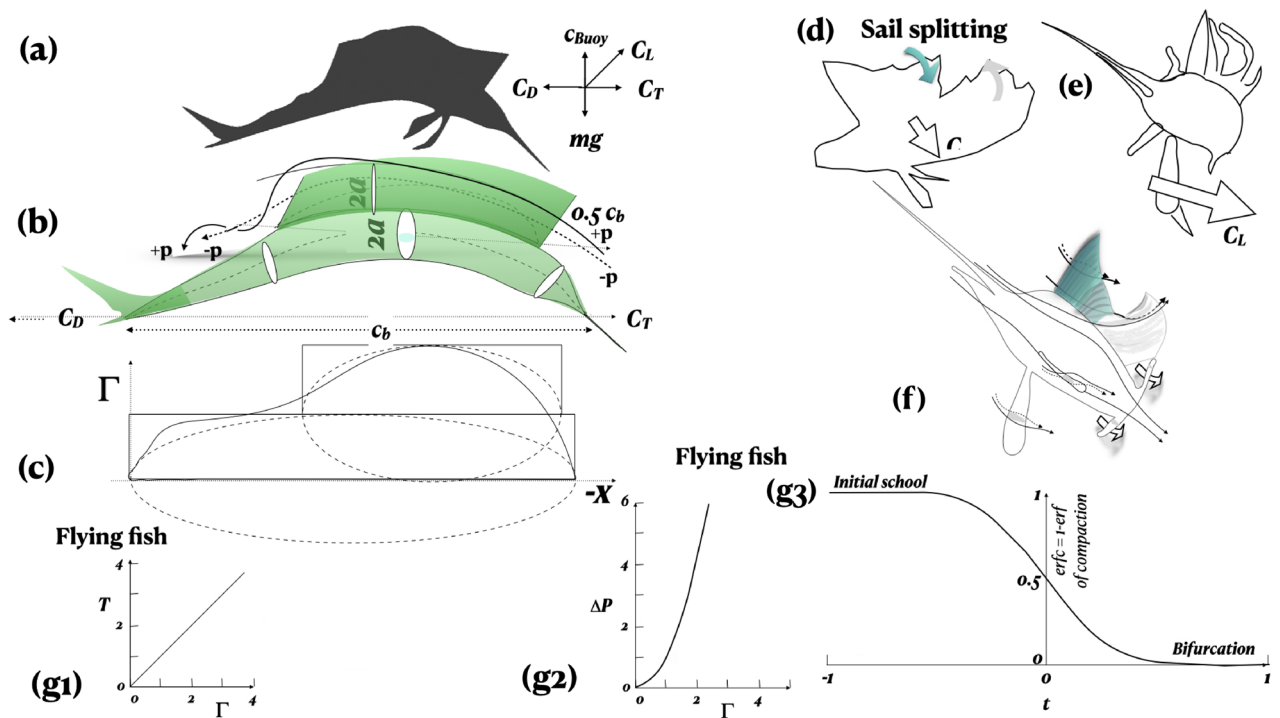 (a)
c_Buoy
C_L
C_D
C_T
mg
(b)
2a
2a
0.5 c_b
+p
-p
+p
-p
C_D
C_T
c_b
(c)
Γ
-X
(d)
Sail splitting
C
(e)
C_L
(f)
Flying fish
(g1)
T
4
2
0
0
2
4
Γ
Flying fish
(g2)
ΔP
6
4
2
0
0
2
4
Γ
(g3)
Initial school
1
erfc = 1-erf
of compaction
0.5
0
Bifurcation
-1
0
1
t